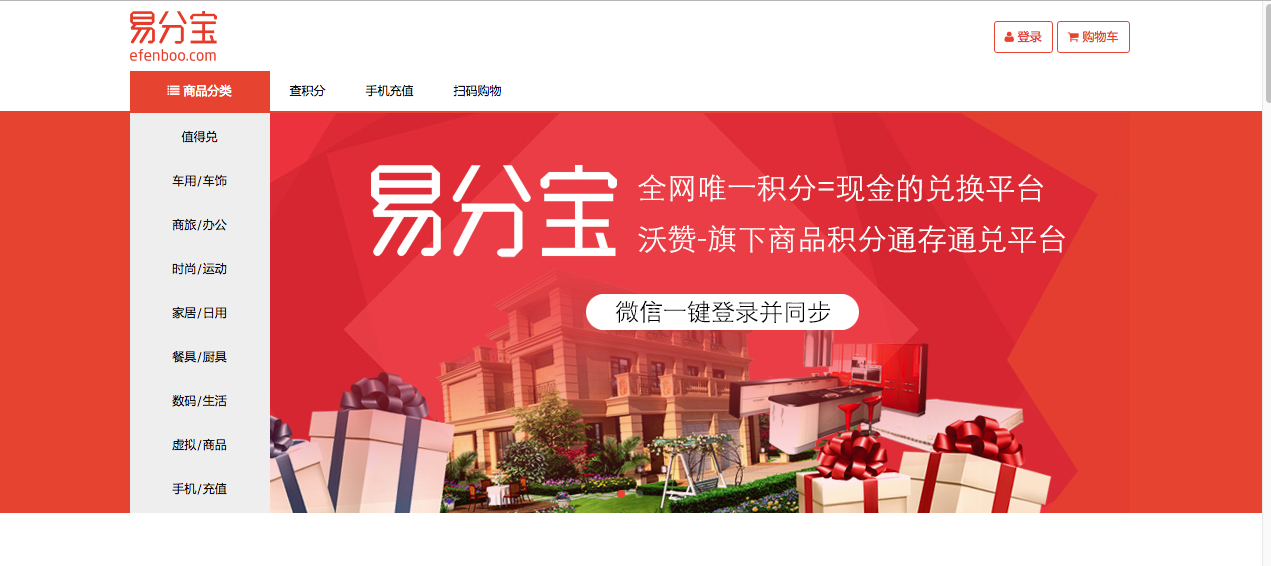 易分宝
efenboo.com
登录 购物车
商品分类 查积分 手机充值 扫码购物
值得兑
车用/车饰
商旅/办公
时尚/运动
家居/日用
餐具/厨具
数码/生活
虚拟/商品
手机/充值
易分宝
全网唯一积分=现金的兑换平台
沃赞-旗下商品积分通存通兑平台
微信一键登录并同步